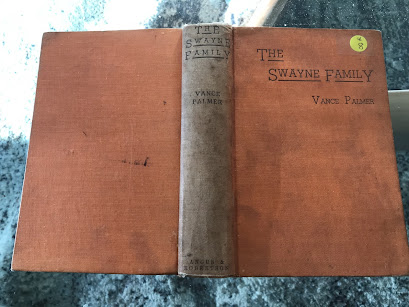 THE
SWAYNE
FAMILY
VANCE
PALMER
ANGUS &
ROBERTSON
THE
SWAYNE FAMILY
VANCE PALMER